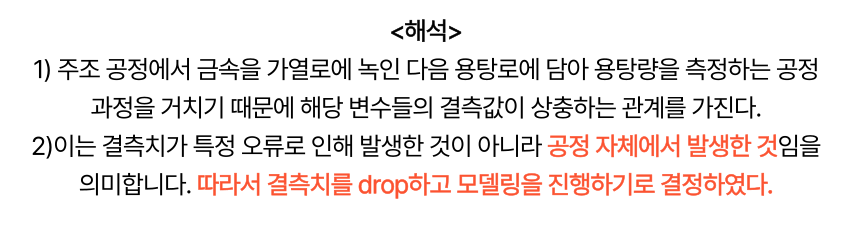 <해석>
1) 주조 공정에서 금속을 가열로에 녹인 다음 용탕로에 담아 용탕량을 측정하는 공정
과정을 거치기 때문에 해당 변수들의 결측값이 상충하는 관계를 가진다.
2)이는 결측치가 특정 오류로 인해 발생한 것이 아니라 공정 자체에서 발생한 것임을
의미합니다. 따라서 결측치를 drop하고 모델링을 진행하기로 결정하였다.